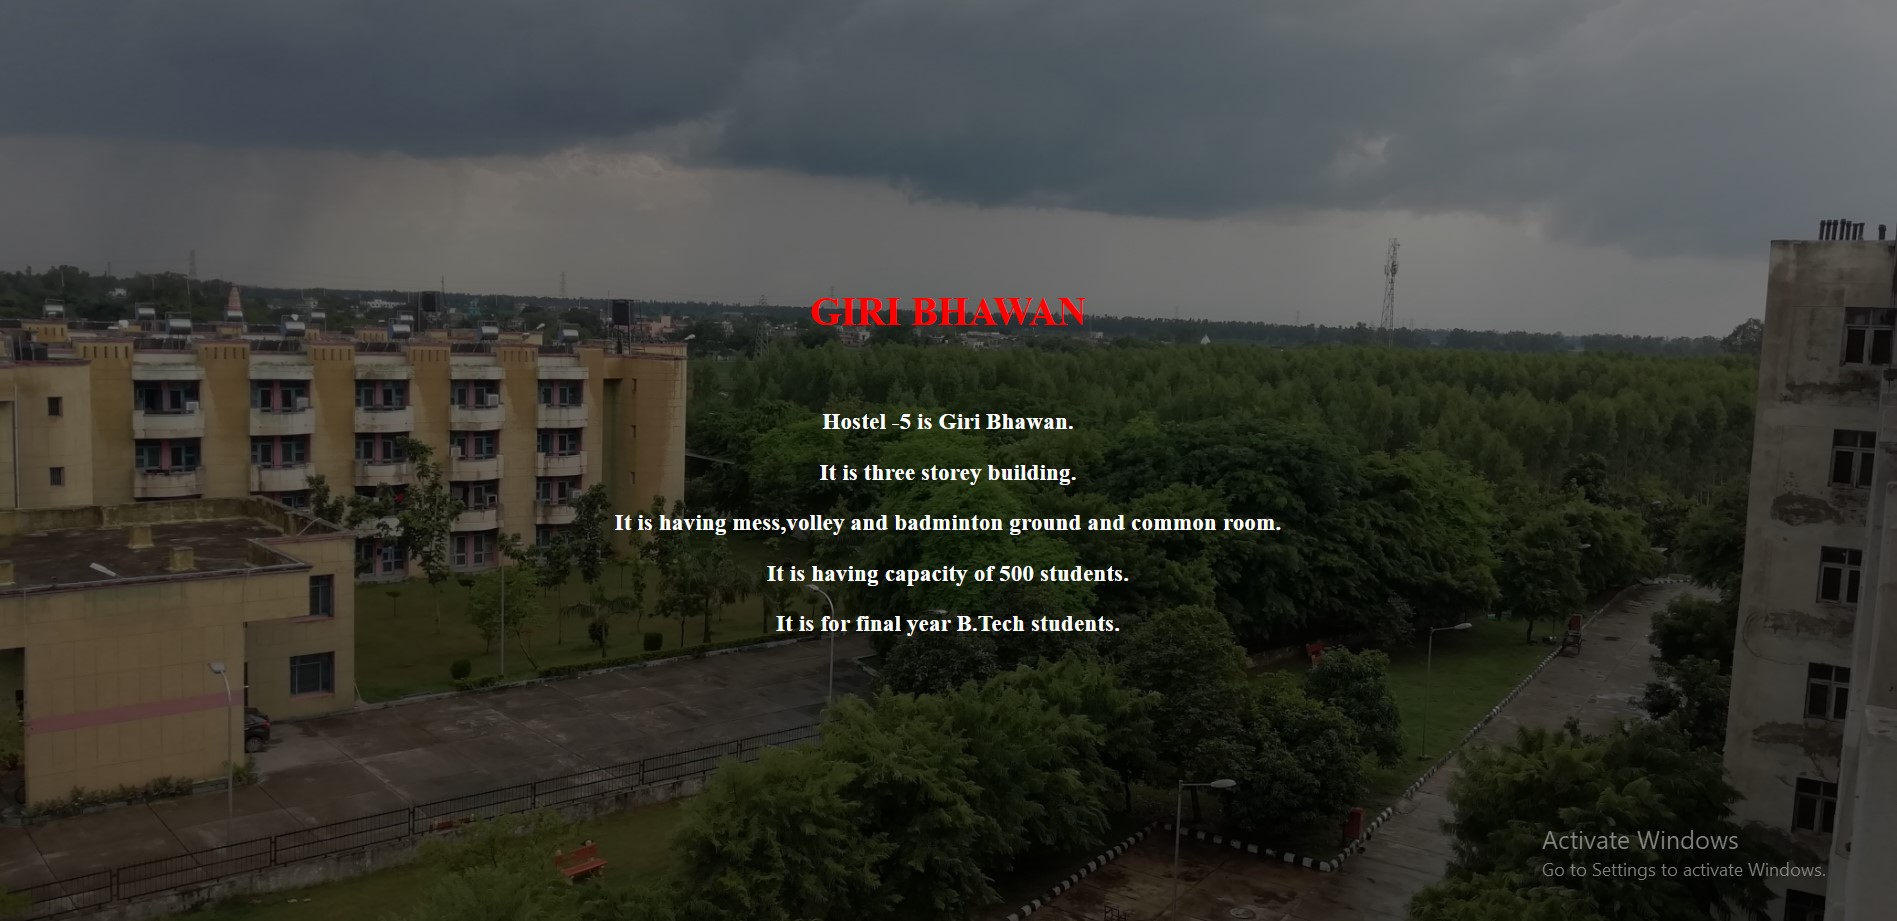 GIRI BHAWAN
Hostel -5 is Giri Bhawan.
It is three storey building.
It is having mess,volley and badminton ground and common room.
It is having capacity of 500 students.
It is for final year B.Tech students.
Activate Windows
Go to Settings to activate Windows.